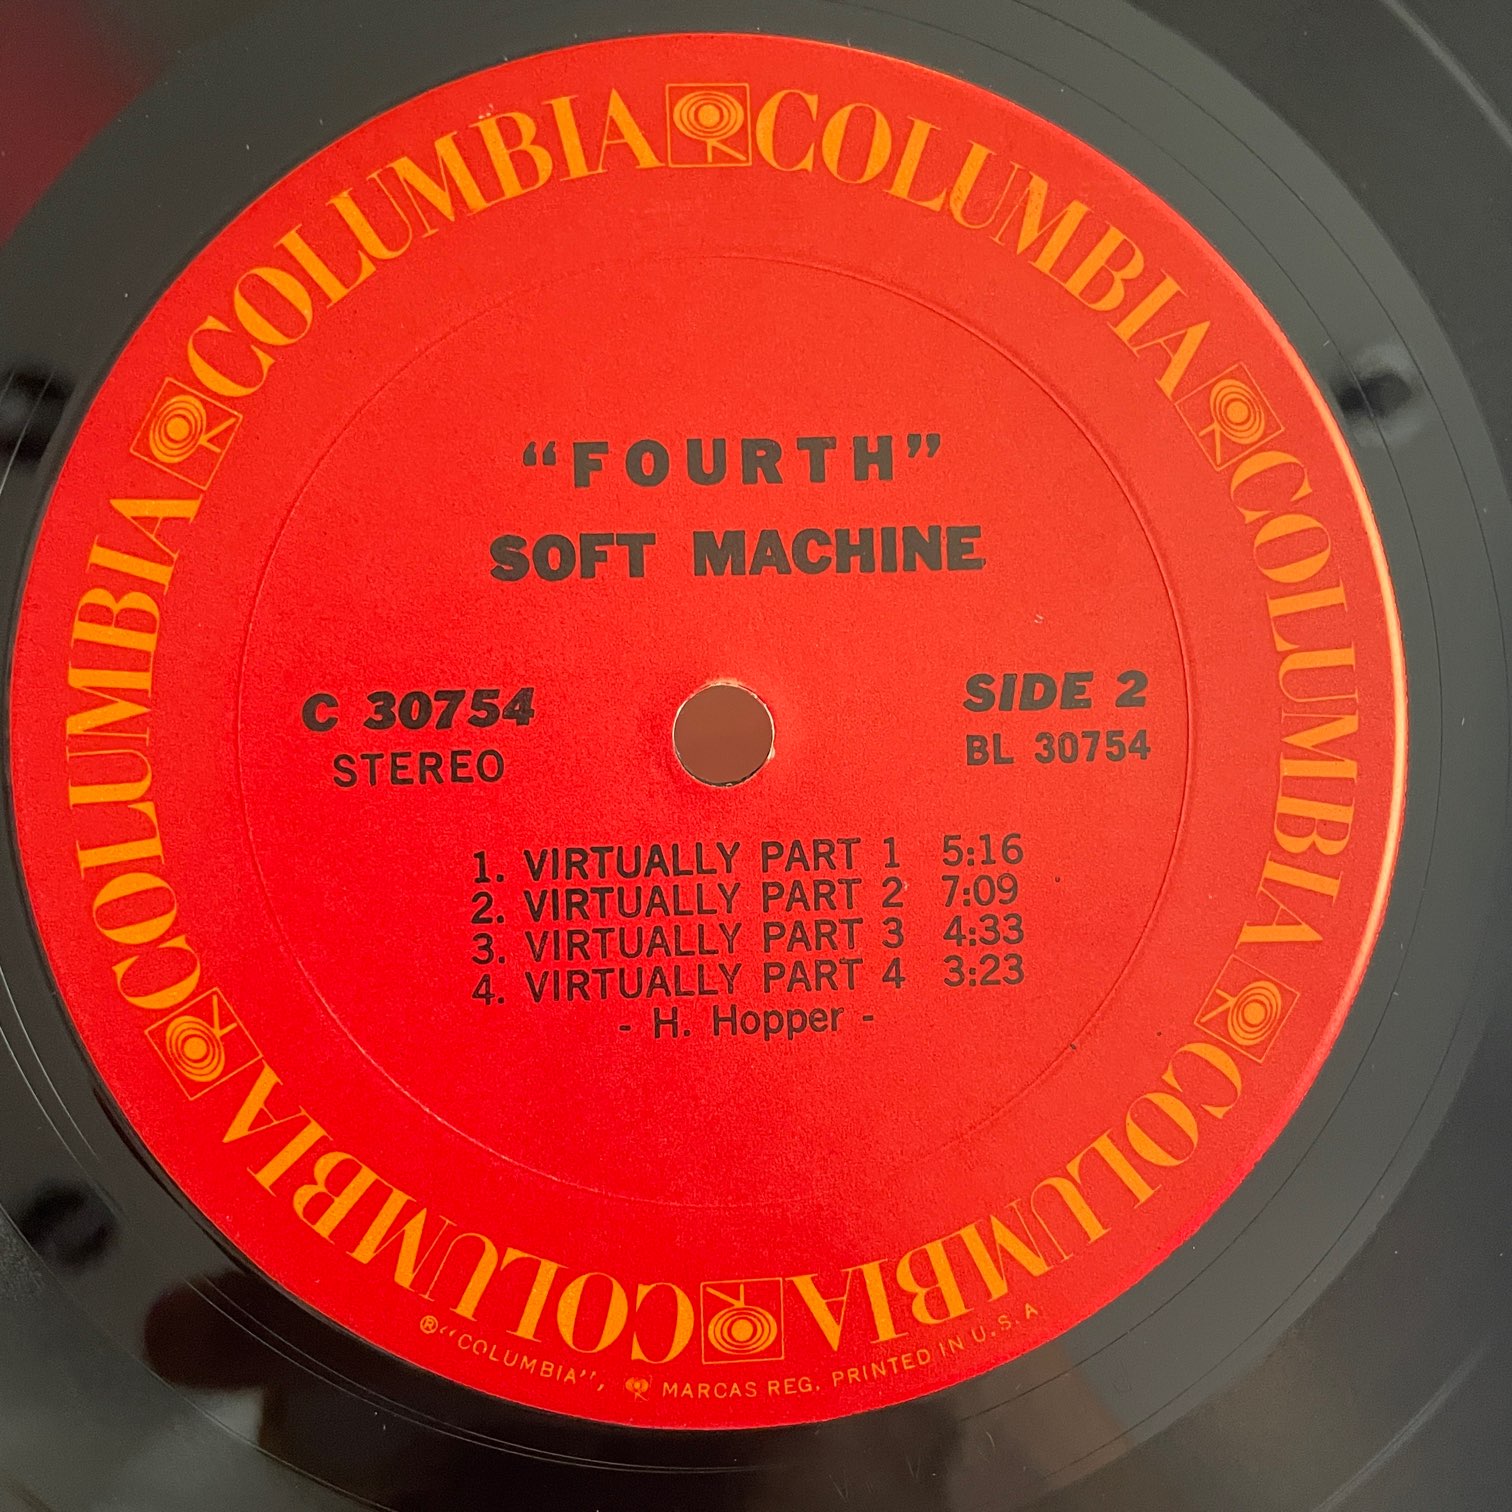 COLUMBIA COLUMBIA COLUMBIA COLUMBIA COLUMBIA COLUMBIA
“FOURTH”
SOFT MACHINE
C 30754
STEREO
SIDE 2
BL 30754
1. VIRTUALLY PART 1 5:16
2. VIRTUALLY PART 2 7:09
3. VIRTUALLY PART 3 4:33
4. VIRTUALLY PART 4 3:23
- H. Hopper -
®“COLUMBIA”, MARCAS REG. PRINTED IN U.S.A